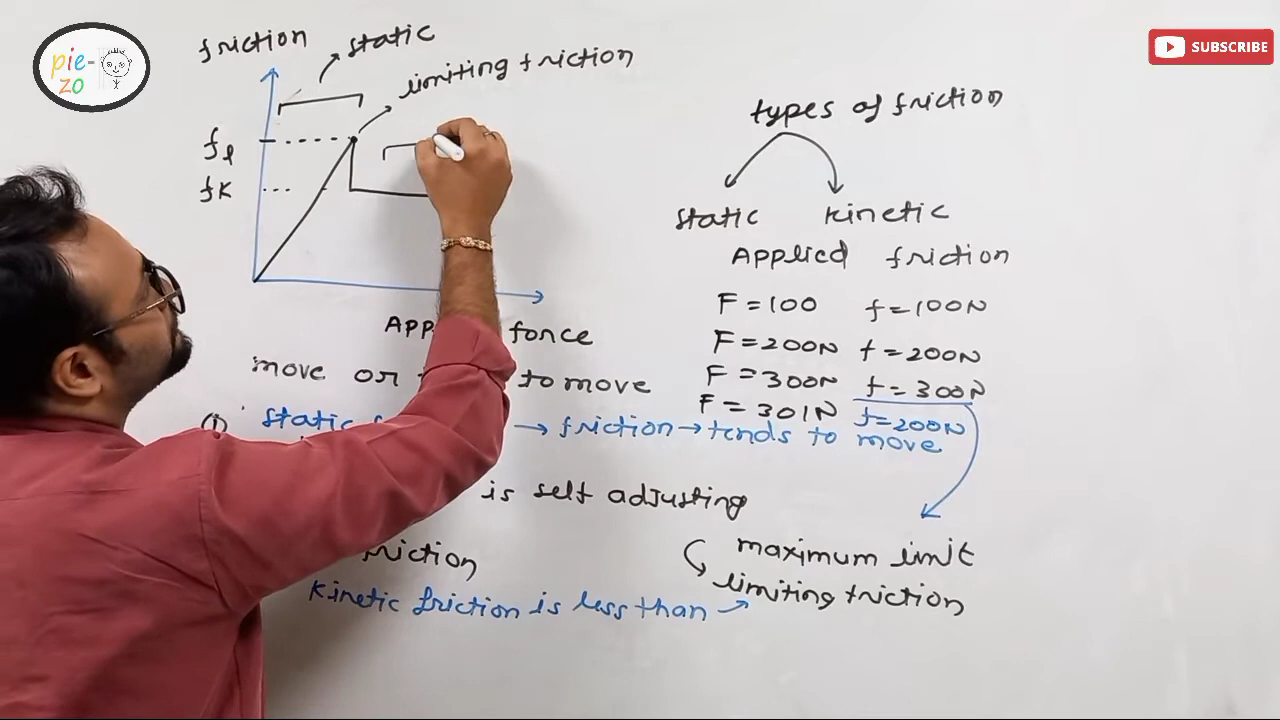 pie-
zo
SUBSCRIBE
friction
static
limiting friction
fl
fK
Applied force
types of friction
static kinetic
Applied friction
F = 100 f = 100N
F = 200N f = 200N
F = 300N f = 300N
F = 301N f = 200N
move or to move
(i) static → friction → tends to move
is self adjusting
friction
maximum limit
limiting friction
Kinetic friction is less than →